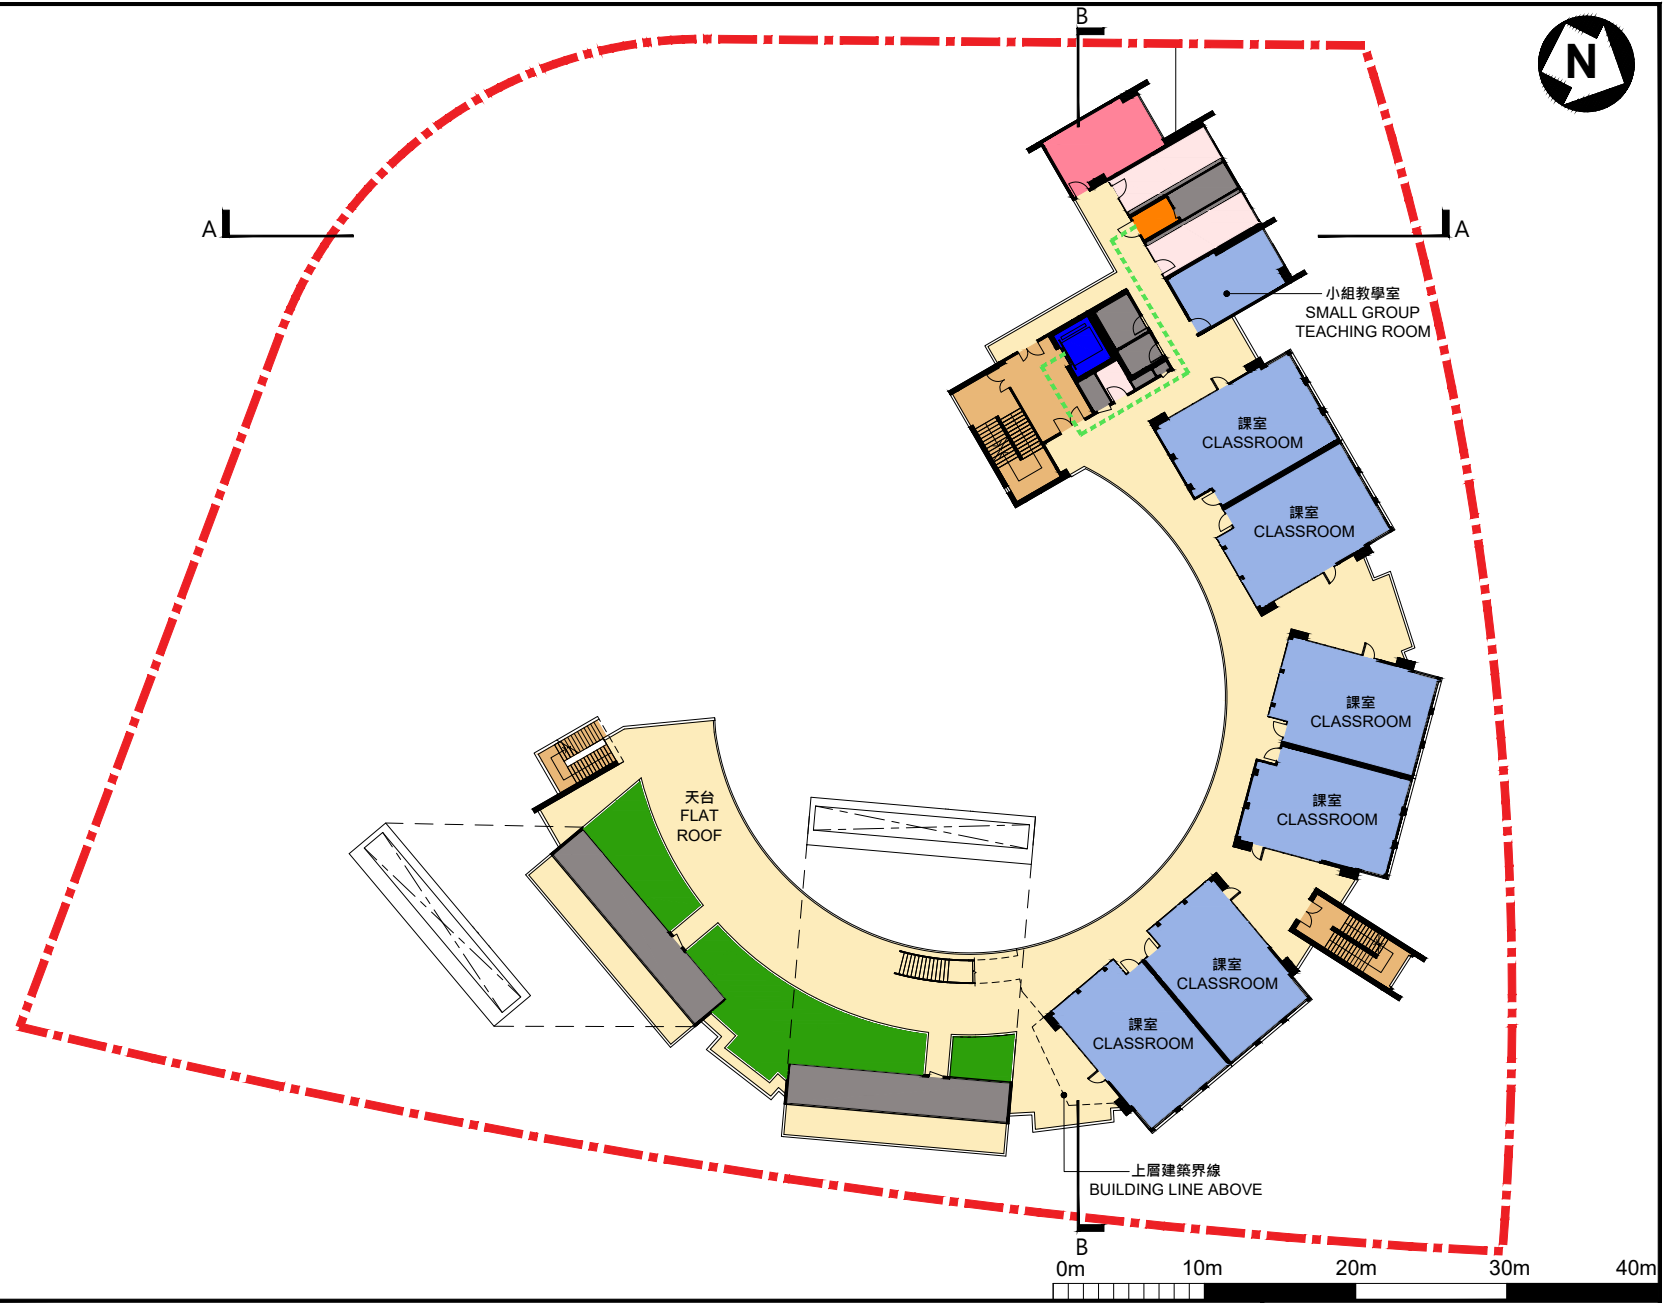 B
N
A
A
小組教學室
SMALL GROUP
TEACHING ROOM
課室
CLASSROOM
課室
CLASSROOM
課室
CLASSROOM
天台
FLAT
ROOF
課室
CLASSROOM
課室
CLASSROOM
課室
CLASSROOM
上層建築界線
BUILDING LINE ABOVE
B
0m 10m 20m 30m 40m